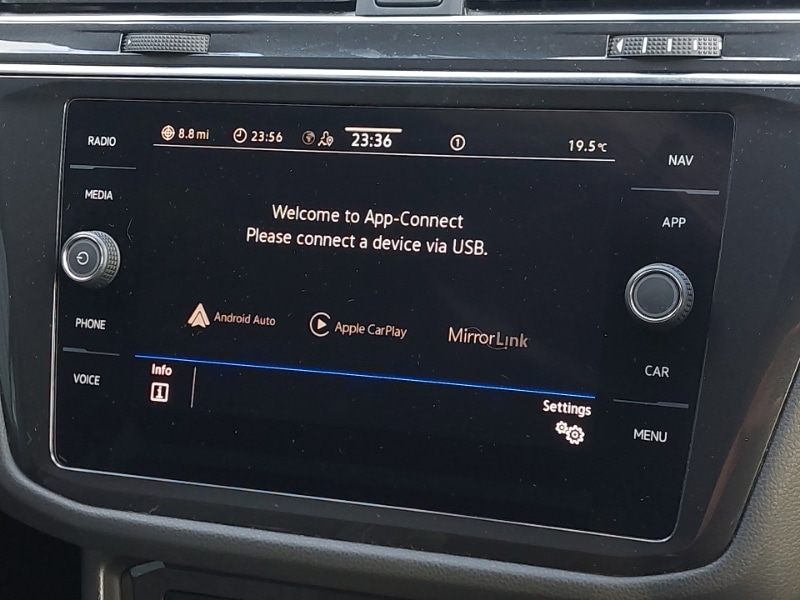 RADIO
MEDIA
PHONE
VOICE
8.8 mi
23:56
23:36
1
19.5°C
Welcome to App-Connect
Please connect a device via USB.
Android Auto
Apple CarPlay
MirrorLink
Info
Settings
NAV
APP
CAR
MENU